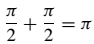 π/2 + π/2 = π